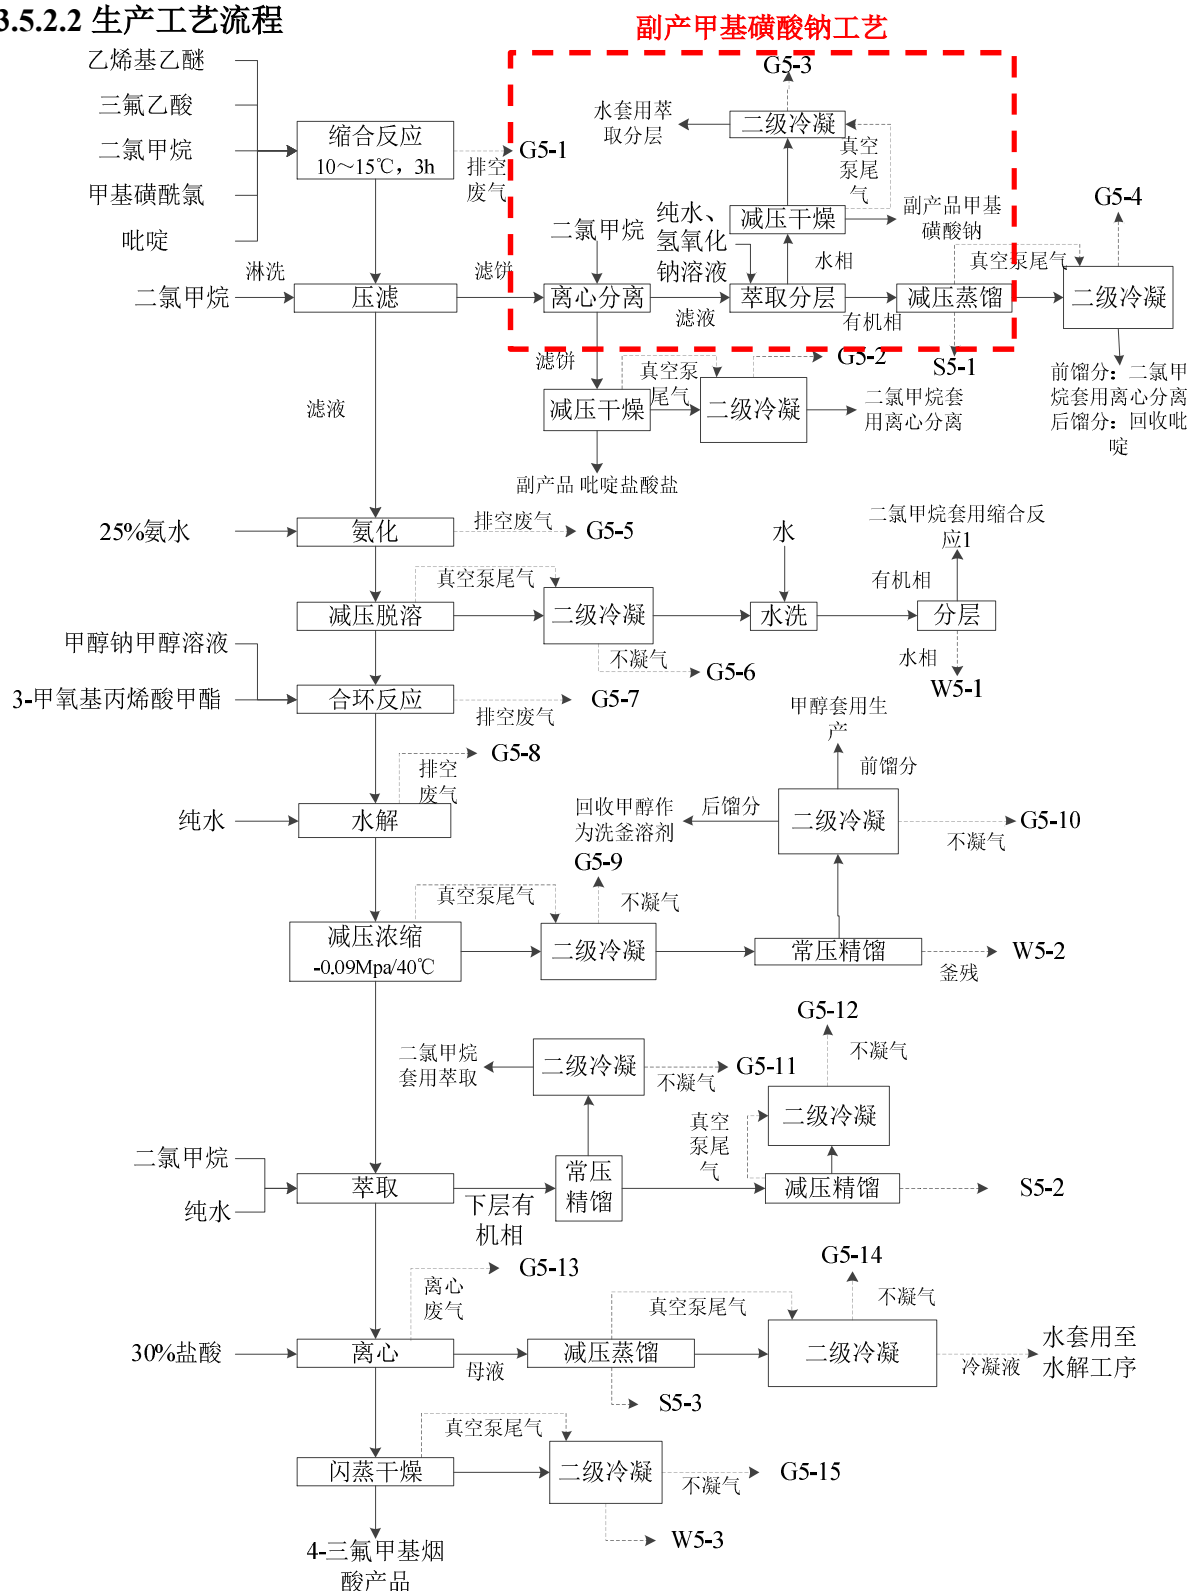 3.5.2.2 生产工艺流程
副产甲基磺酸钠工艺
乙烯基乙醚
三氟乙酸
二氯甲烷
甲基磺酰氯
吡啶
缩合反应
10～15℃，3h
排空
废气
G5-1
G5-3
水套用萃
取分层
二级冷凝
真空
泵尾
气
减压干燥
副产品甲基
磺酸钠
G5-4
二氯甲烷
纯水、
氢氧化
钠溶液
水相
真空泵尾气
二氯甲烷
淋洗
压滤
滤饼
离心分离
滤液
萃取分层
有机相
减压蒸馏
二级冷凝
滤饼
真空泵
尾气
G5-2
S5-1
前馏分：二氯甲
烷套用离心分离
后馏分：回收吡
啶
滤液
减压干燥
二级冷凝
二氯甲烷套
用离心分离
副产品 吡啶盐酸盐
25%氨水
氨化
排空废气
G5-5
水
二氯甲烷套用缩合反
应1
真空泵尾气
有机相
减压脱溶
二级冷凝
水洗
分层
甲醇钠甲醇溶液
不凝气
G5-6
水相
W5-1
3-甲氧基丙烯酸甲酯
合环反应
排空废气
G5-7
甲醇套用生
产
排空
废气
G5-8
前馏分
纯水
水解
回收甲醇作
为洗釜溶剂
后馏分
二级冷凝
不凝气
G5-10
G5-9
真空泵尾气
不凝气
减压浓缩
-0.09Mpa/40℃
二级冷凝
常压精馏
釜残
W5-2
G5-12
二氯甲烷
套用萃取
二级冷凝
不凝气
G5-11
不凝气
真空
泵尾
气
二级冷凝
二氯甲烷
纯水
萃取
下层有
机相
常压
精馏
减压精馏
S5-2
离心
废气
G5-13
G5-14
真空泵尾气
不凝气
30%盐酸
离心
母液
减压蒸馏
二级冷凝
冷凝液
水套用至
水解工序
S5-3
真空泵尾气
闪蒸干燥
二级冷凝
不凝气
G5-15
W5-3
4-三氟甲基烟
酸产品